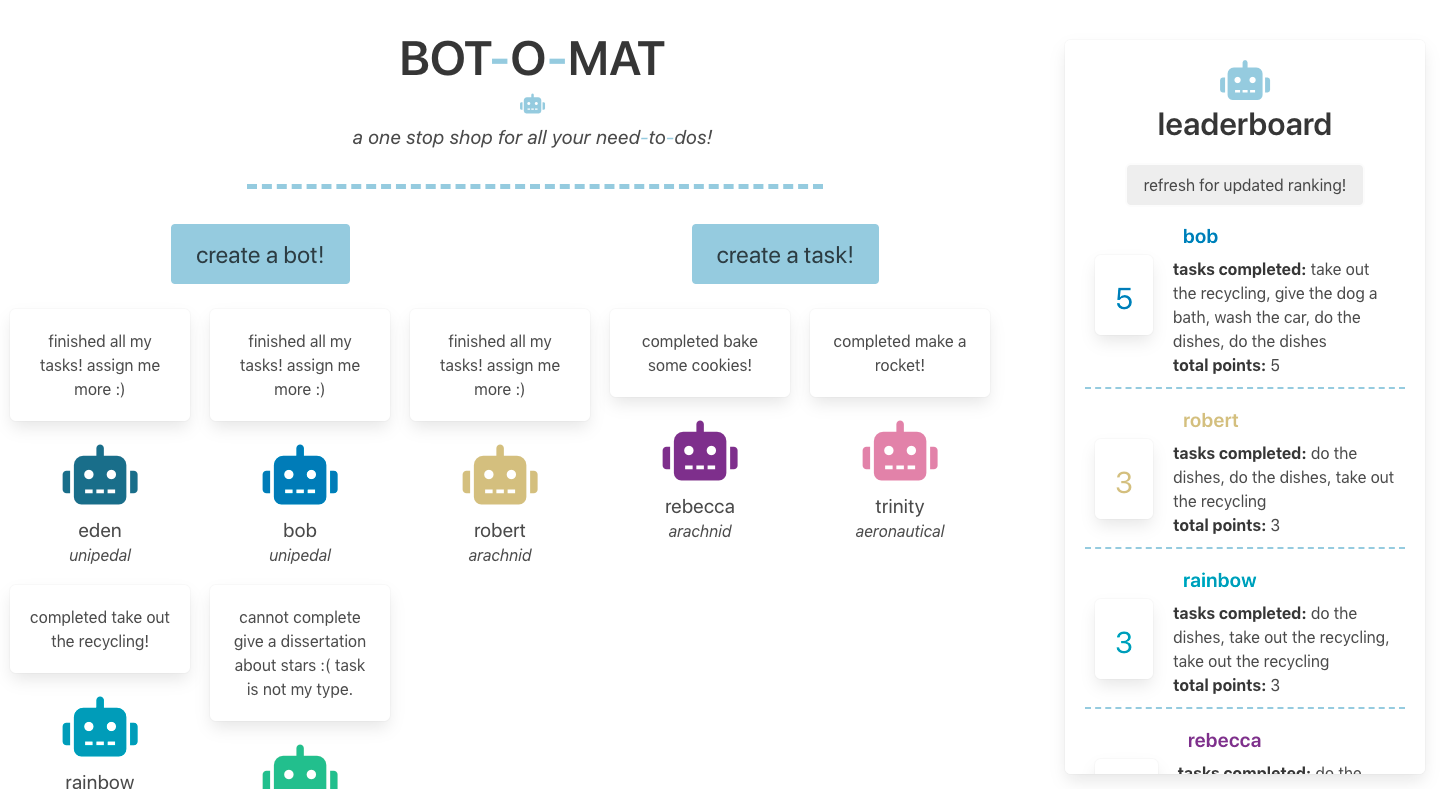 BOT-O-MAT
a one stop shop for all your need-to-dos!
create a bot!
create a task!
finished all my
tasks! assign me
more :)
eden
unipedal
finished all my
tasks! assign me
more :)
bob
unipedal
finished all my
tasks! assign me
more :)
robert
arachnid
completed bake
some cookies!
rebecca
arachnid
completed make a
rocket!
trinity
aeronautical
completed take out
the recycling!
rainbow
cannot complete
give a dissertation
about stars :( task
is not my type.
leaderboard
refresh for updated ranking!
bob
5
tasks completed: take out
the recycling, give the dog a
bath, wash the car, do the
dishes, do the dishes
total points: 5
robert
3
tasks completed: do the
dishes, do the dishes, take out
the recycling
total points: 3
rainbow
3
tasks completed: do the
dishes, take out the recycling,
take out the recycling
total points: 3
rebecca
tasks completed: do the